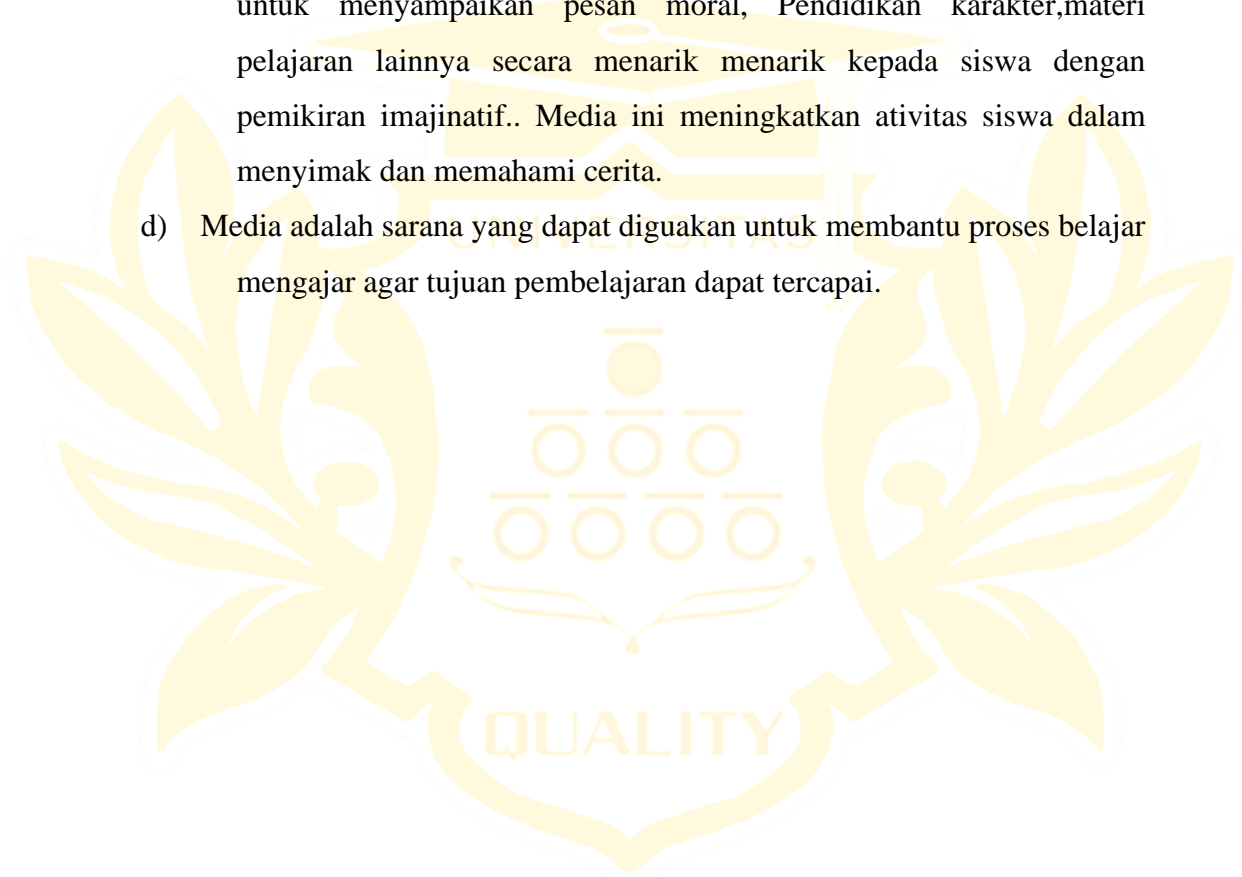 untuk menyampaikan pesan moral, Pendidikan karakter,materi
pelajaran lainnya secara menarik menarik kepada siswa dengan
pemikiran imajinatif.. Media ini meningkatkan ativitas siswa dalam
menyimak dan memahami cerita.
d) Media adalah sarana yang dapat diguakan untuk membantu proses belajar
UNIVERSITAS
mengajar agar tujuan pembelajaran dapat tercapai.
QUALITY